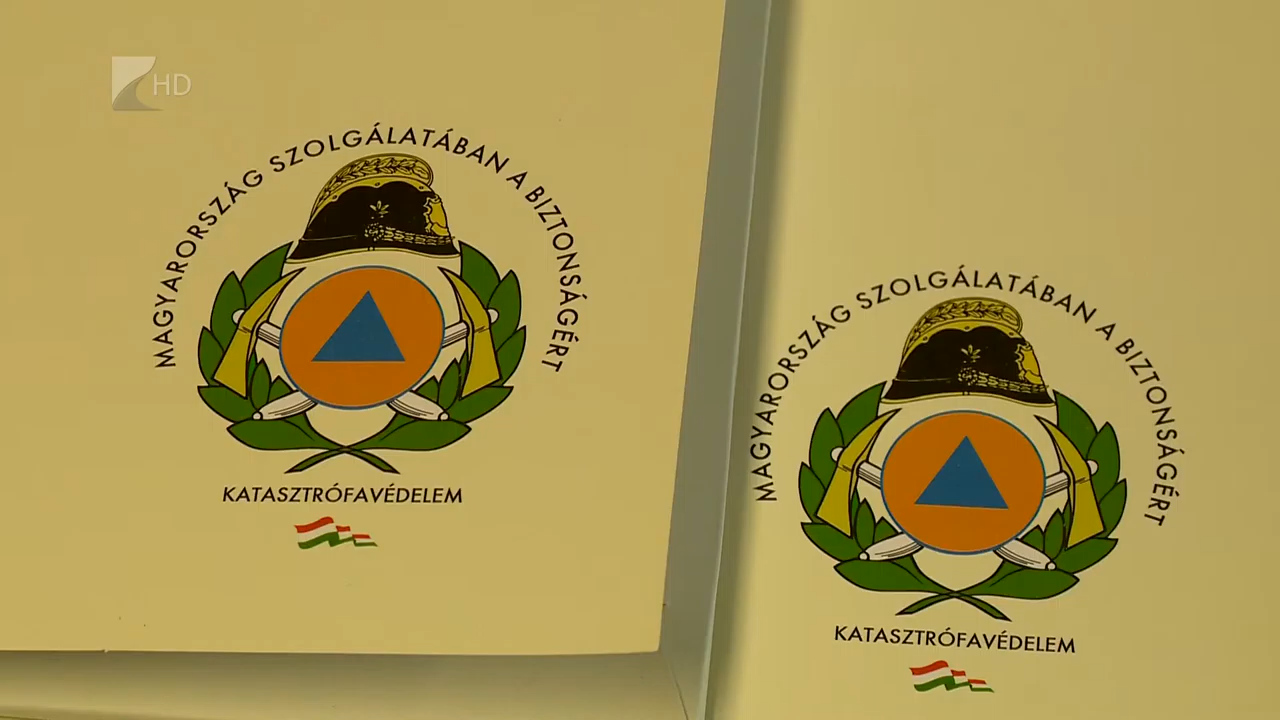 HD
MAGYARORSZÁG SZOLGÁLATÁBAN A BIZTONSÁGÉRT
KATASZTRÓFAVÉDELEM
MAGYARORSZÁG SZOLGÁLATÁBAN A BIZTONSÁGÉRT
KATASZTRÓFAVÉDELEM